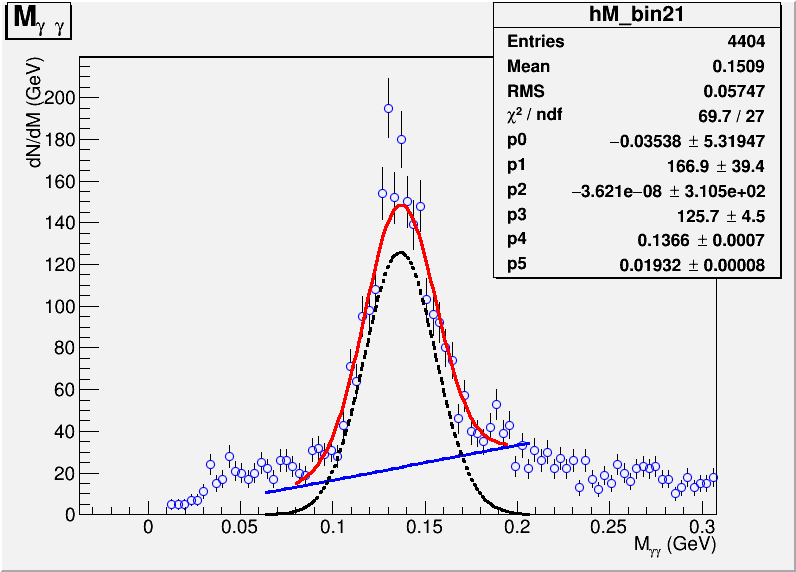 Mγ γ
hM_bin21
Entries 4404
Mean 0.1509
RMS 0.05747
χ² / ndf 69.7 / 27
p0 −0.03538 ± 5.31947
p1 166.9 ± 39.4
p2 −3.621e−08 ± 3.105e+02
p3 125.7 ± 4.5
p4 0.1366 ± 0.0007
p5 0.01932 ± 0.00008
dN/dM (GeV)
200
180
160
140
120
100
80
60
40
20
0
0 0.05 0.1 0.15 0.2 0.25 0.3
Mγγ (GeV)